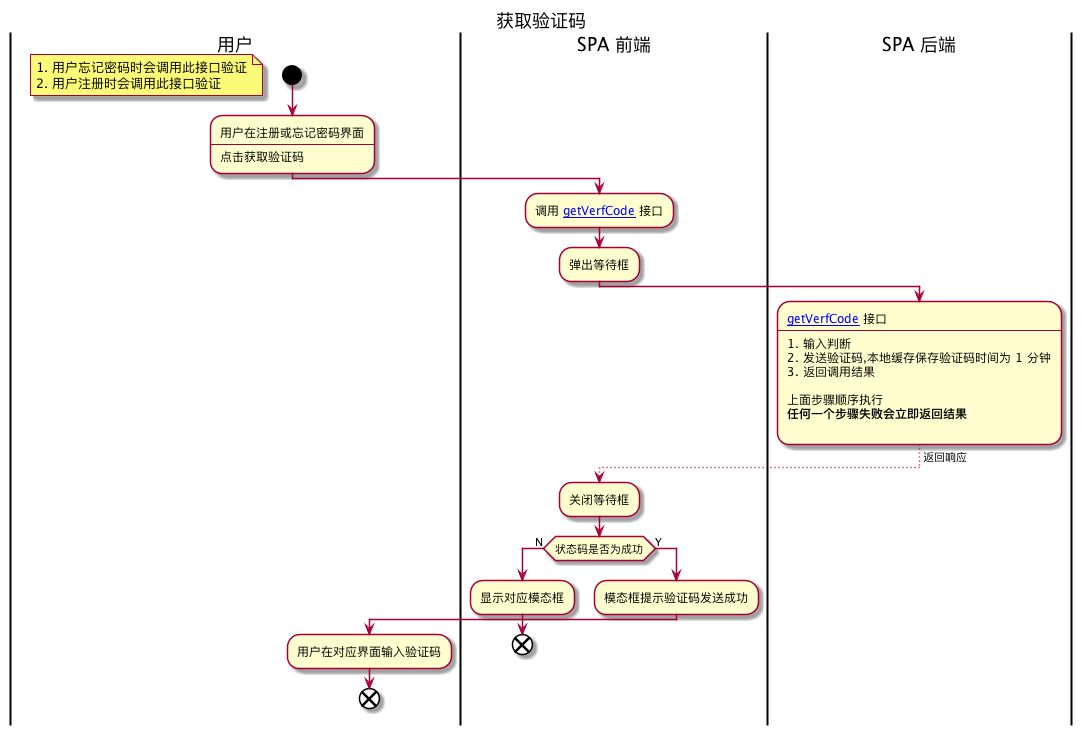 获取验证码
用户
SPA 前端
SPA 后端
1. 用户忘记密码时会调用此接口验证
2. 用户注册时会调用此接口验证
用户在注册或忘记密码界面
点击获取验证码
调用 getVerfCode 接口
弹出等待框
getVerfCode 接口
1. 输入判断
2. 发送验证码,本地缓存保存验证码时间为 1 分钟
3. 返回调用结果
上面步骤顺序执行
任何一个步骤失败会立即返回结果
返回响应
关闭等待框
N
状态码是否为成功
Y
显示对应模态框
模态框提示验证码发送成功
用户在对应界面输入验证码